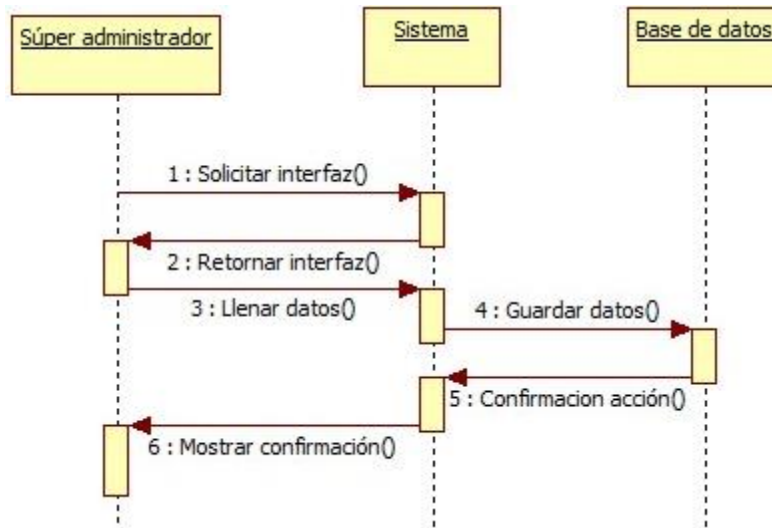 Súper administrador
Sistema
Base de datos
1 : Solicitar interfaz()
2 : Retornar interfaz()
3 : Llenar datos()
4 : Guardar datos()
5 : Confirmacion acción()
6 : Mostrar confirmación()